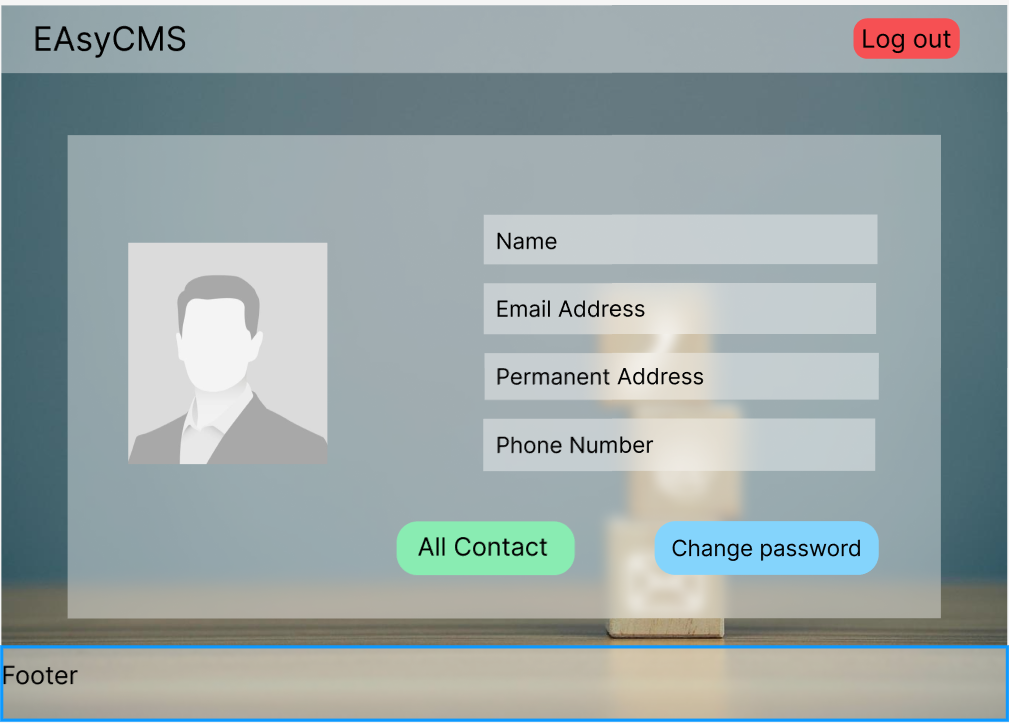 EAsyCMS
Log out
Name
Email Address
Permanent Address
Phone Number
All Contact
Change password
Footer